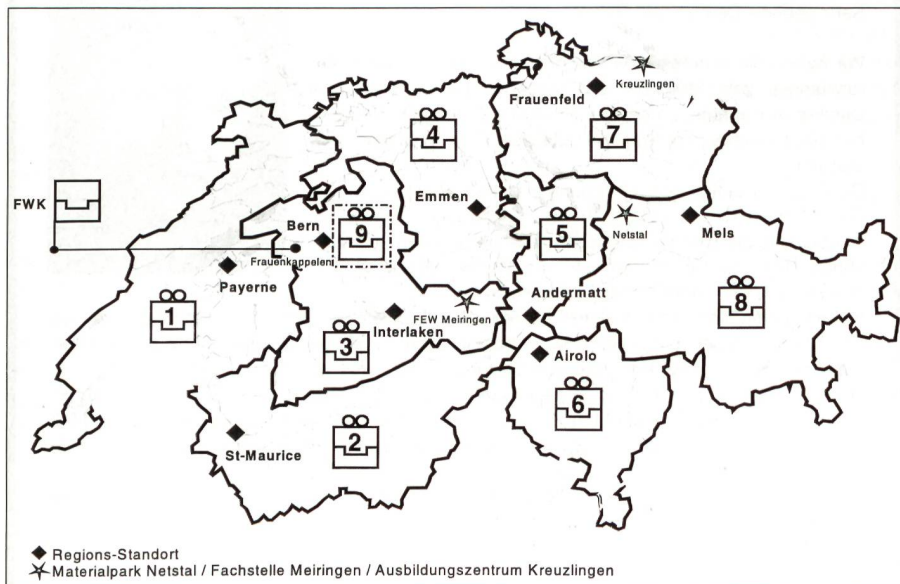 Kreuzlingen
Frauenfeld
4
7
FWK
Emmen
Bern
9
5
Netstal
Mels
Frauenkappelen
Payerne
Andermatt
1
FEW Meiringen
8
Interlaken
3
Airolo
6
2
St-Maurice
Regions-Standort
Materialpark Netstal / Fachstelle Meiringen / Ausbildungszentrum Kreuzlingen